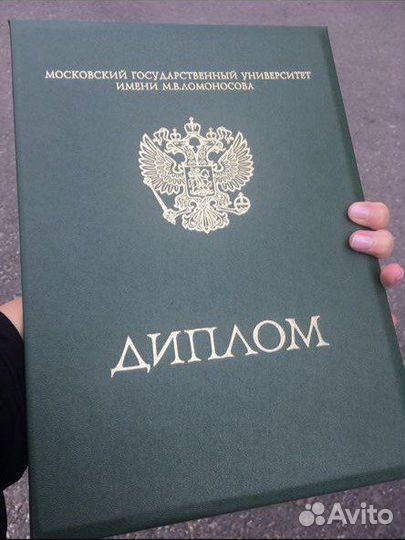 МОСКОВСКИЙ ГОСУДАРСТВЕННЫЙ УНИВЕРСИТЕТ
ИМЕНИ М.В.ЛОМОНОСОВА
ДИПЛОМ
Avito